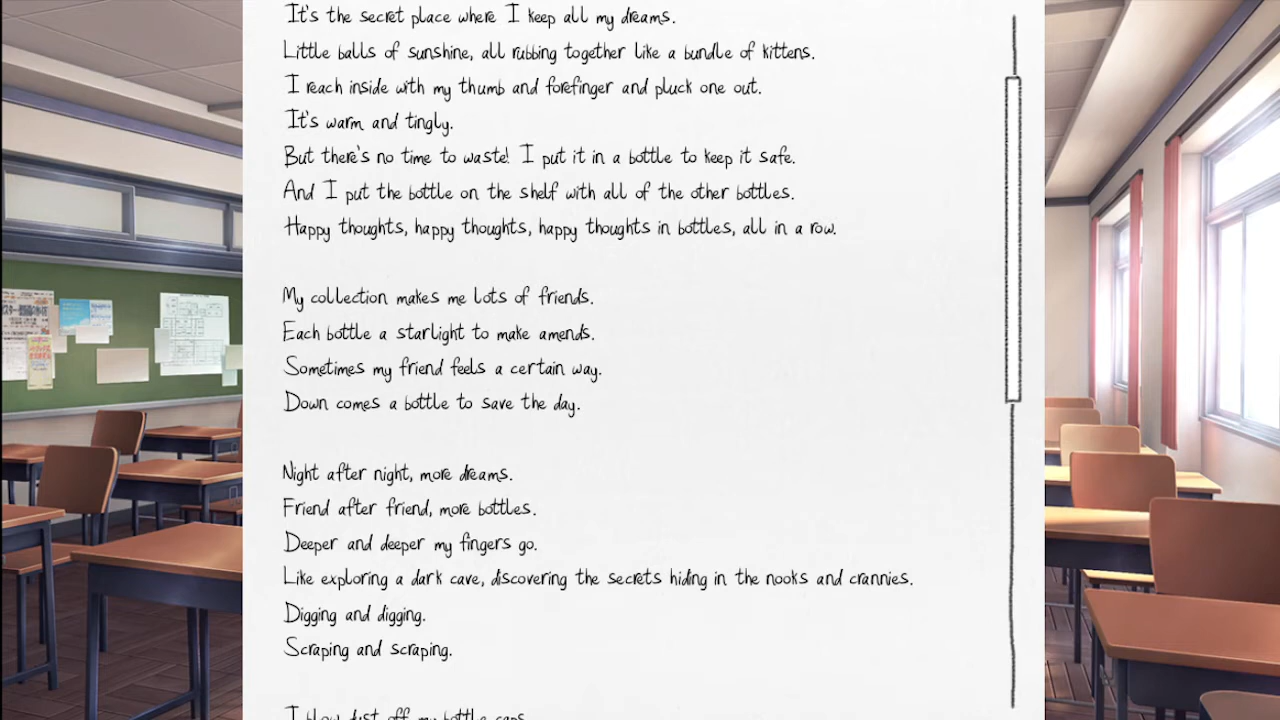 It's the secret place where I keep all my dreams.
Little balls of sunshine, all rubbing together like a bundle of kittens.
I reach inside with my thumb and forefinger and pluck one out.
It's warm and tingly.
But there's no time to waste! I put it in a bottle to keep it safe.
And I put the bottle on the shelf with all of the other bottles.
Happy thoughts, happy thoughts, happy thoughts in bottles, all in a row.
My collection makes me lots of friends.
Each bottle a starlight to make amends.
Sometimes my friend feels a certain way.
Down comes a bottle to save the day.
Night after night, more dreams.
Friend after friend, more bottles.
Deeper and deeper my fingers go.
Like exploring a dark cave, discovering the secrets hiding in the nooks and crannies.
Digging and digging.
Scraping and scraping.
I blow dust off my bottle caps.